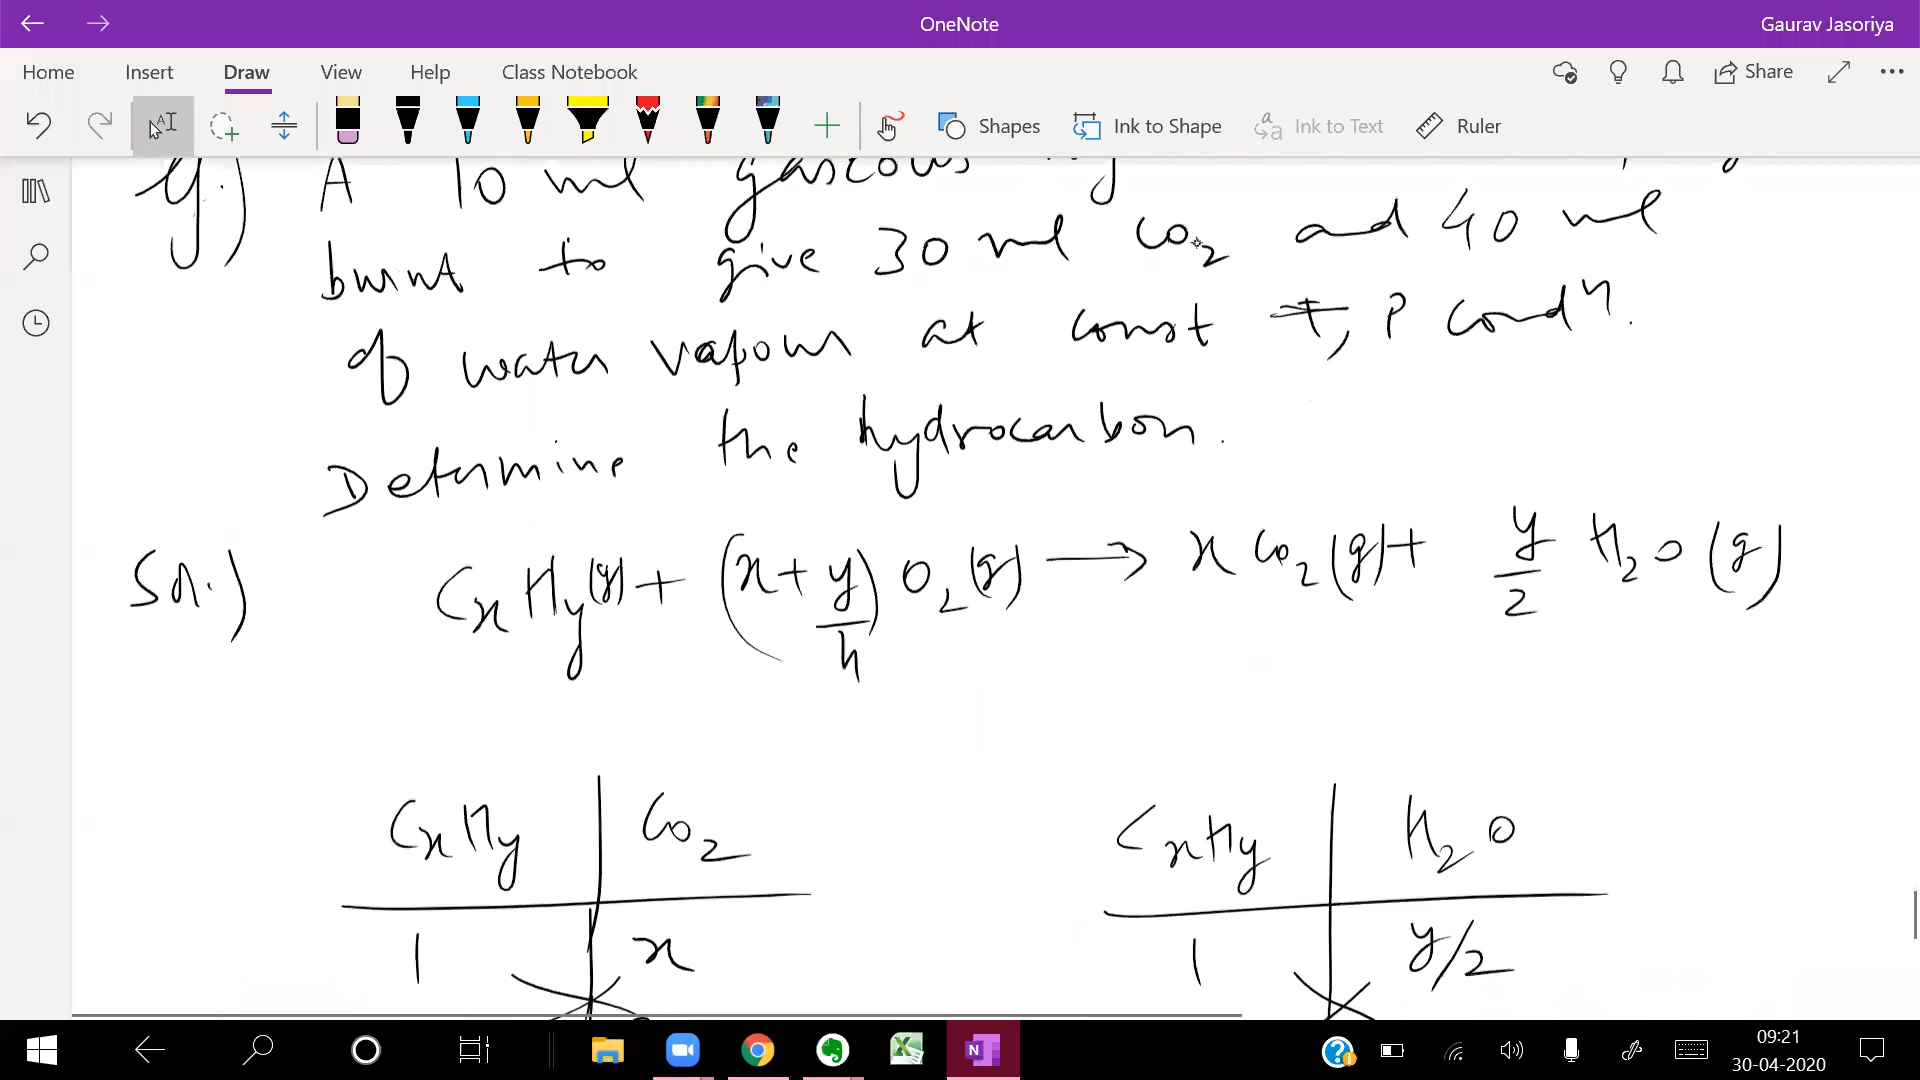 OneNote
Gaurav Jasoriya
Home Insert Draw View Help Class Notebook
Share
Shapes Ink to Shape Ink to Text Ruler
eg.) A 10 ml gaseous
burnt to give 30 ml CO2 and 40 ml
of water vapour at const T, P condn.
Determine the hydrocarbon.
Sol.) CxHy(g) + (x+y/4) O2(g) → x CO2(g) + y/2 H2O(g)
CxHy | CO2 CxHy | H2O
1 | x 1 | y/2
09:21
30-04-2020